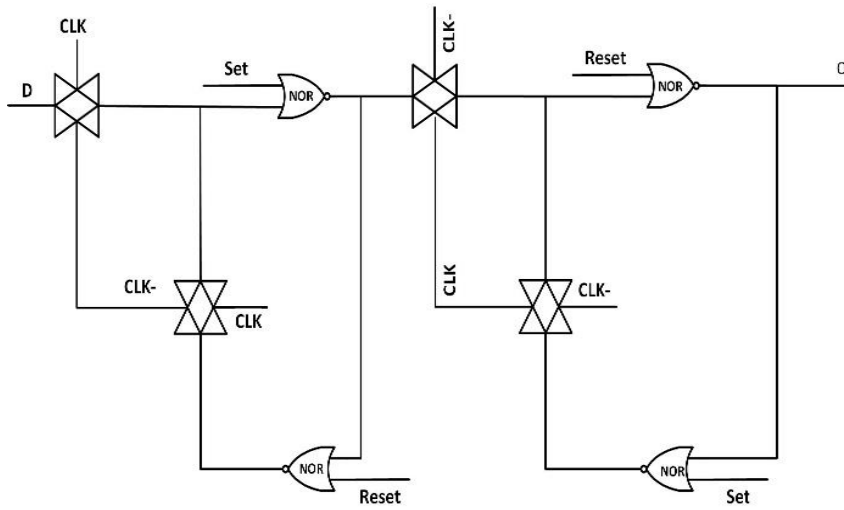 CLK
D
Set
NOR
CLK-
Reset
NOR
CLK-
CLK
CLK
CLK-
NOR
Reset
NOR
Set